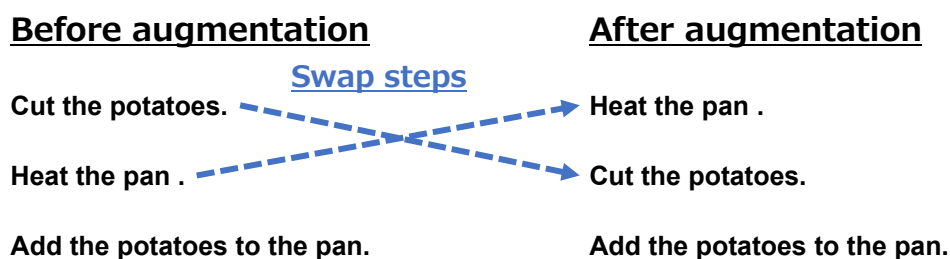 Before augmentation After augmentation
Swap steps
Cut the potatoes. Heat the pan .
Heat the pan . Cut the potatoes.
Add the potatoes to the pan. Add the potatoes to the pan.